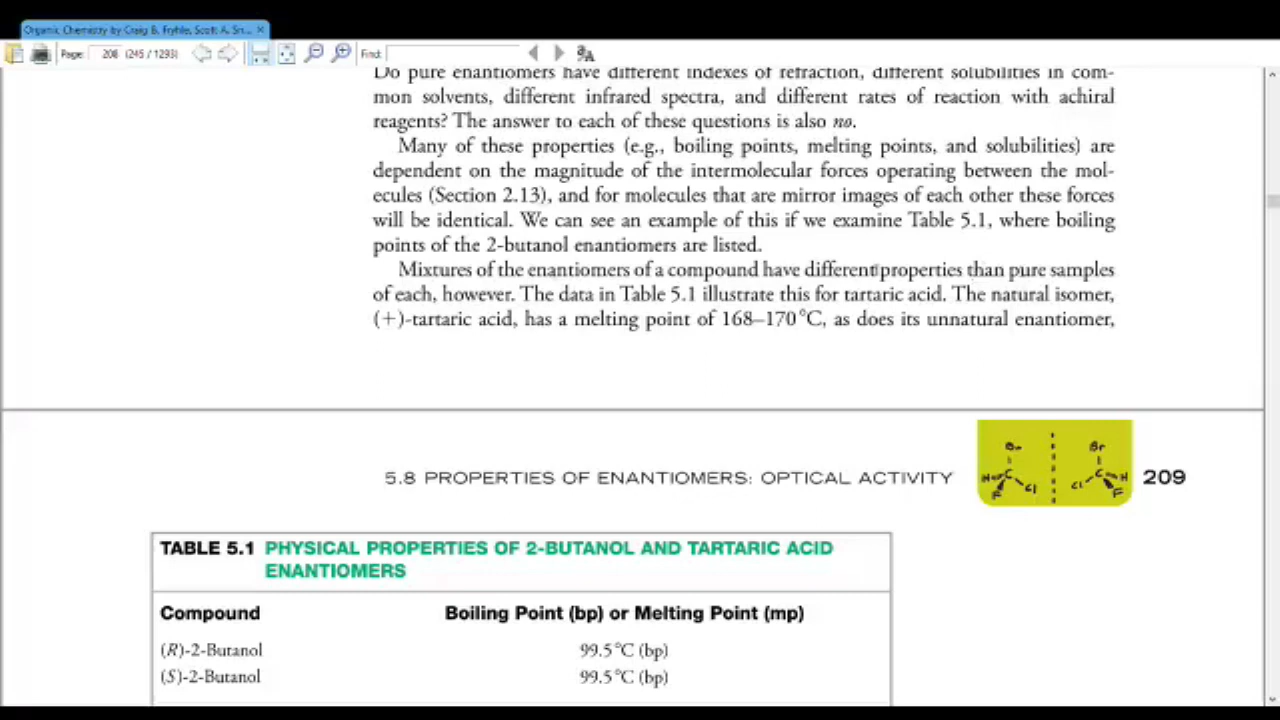 Organic Chemistry by Craig B. Fryhle, Scott A. Sn... ×
Page: 208 (245 / 1293) Find:
Do pure enantiomers have different indexes of refraction, different solubilities in com-
mon solvents, different infrared spectra, and different rates of reaction with achiral
reagents? The answer to each of these questions is also no.
Many of these properties (e.g., boiling points, melting points, and solubilities) are
dependent on the magnitude of the intermolecular forces operating between the mol-
ecules (Section 2.13), and for molecules that are mirror images of each other these forces
will be identical. We can see an example of this if we examine Table 5.1, where boiling
points of the 2-butanol enantiomers are listed.
Mixtures of the enantiomers of a compound have different properties than pure samples
of each, however. The data in Table 5.1 illustrate this for tartaric acid. The natural isomer,
(+)-tartaric acid, has a melting point of 168–170 °C, as does its unnatural enantiomer,
5.8 PROPERTIES OF ENANTIOMERS: OPTICAL ACTIVITY 209
Br Br
H C Cl F Cl C H F
TABLE 5.1 PHYSICAL PROPERTIES OF 2-BUTANOL AND TARTARIC ACID
ENANTIOMERS
Compound Boiling Point (bp) or Melting Point (mp)
(R)-2-Butanol 99.5 °C (bp)
(S)-2-Butanol 99.5 °C (bp)